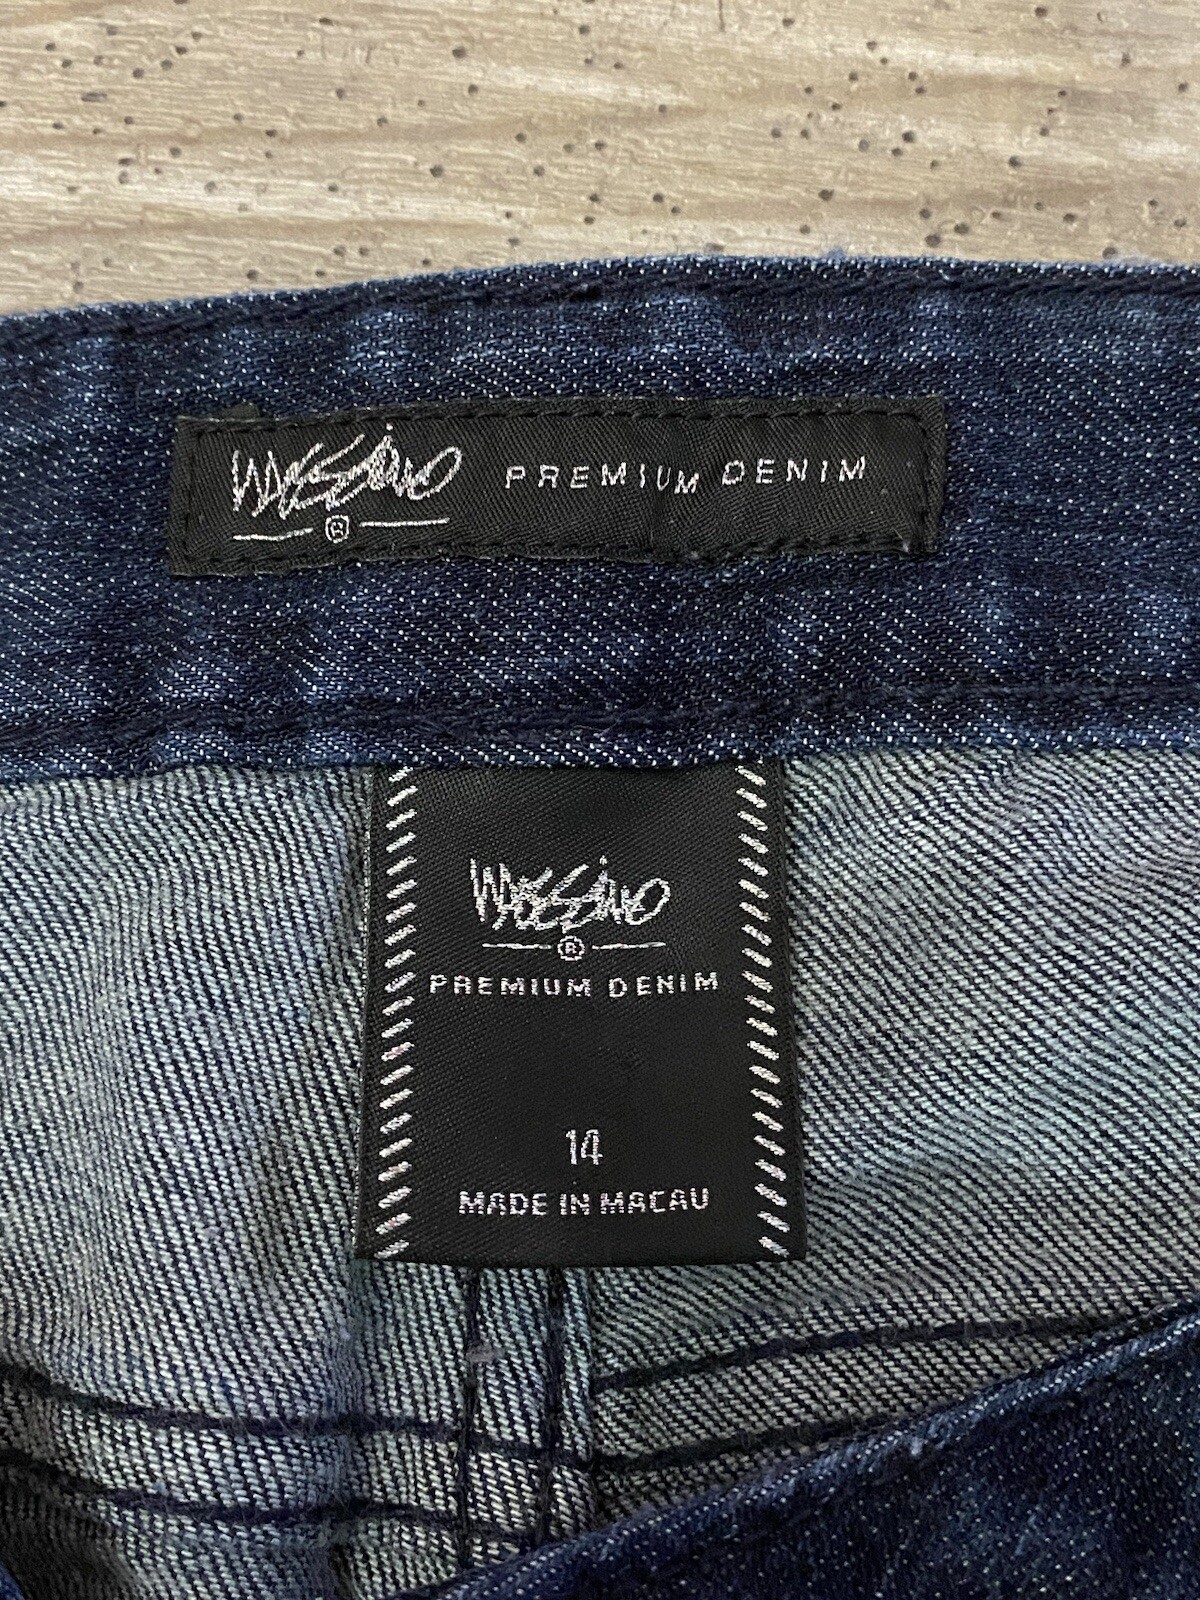 MOSSIMO PREMIUM DENIM
®
MOSSIMO
®
PREMIUM DENIM
14
MADE IN MACAU